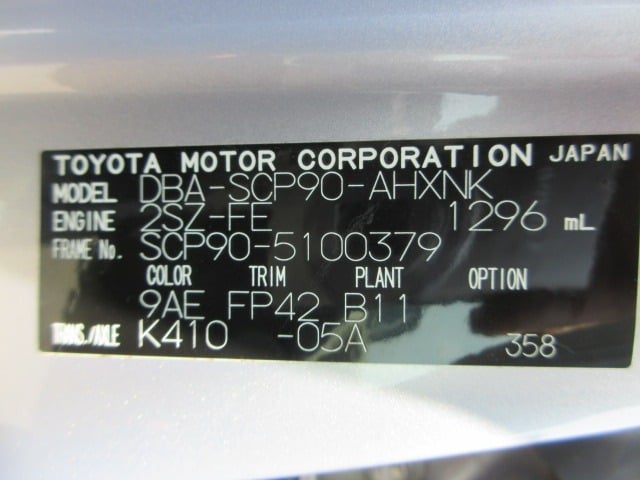 TOYOTA MOTOR CORPORATION JAPAN
MODEL DBA-SCP90-AHXNK
ENGINE 2SZ-FE 1296 mL
FRAME No. SCP90-5100379
COLOR TRIM PLANT OPTION
9AE FP42 B11
TRANS./AXLE K410 -05A 358